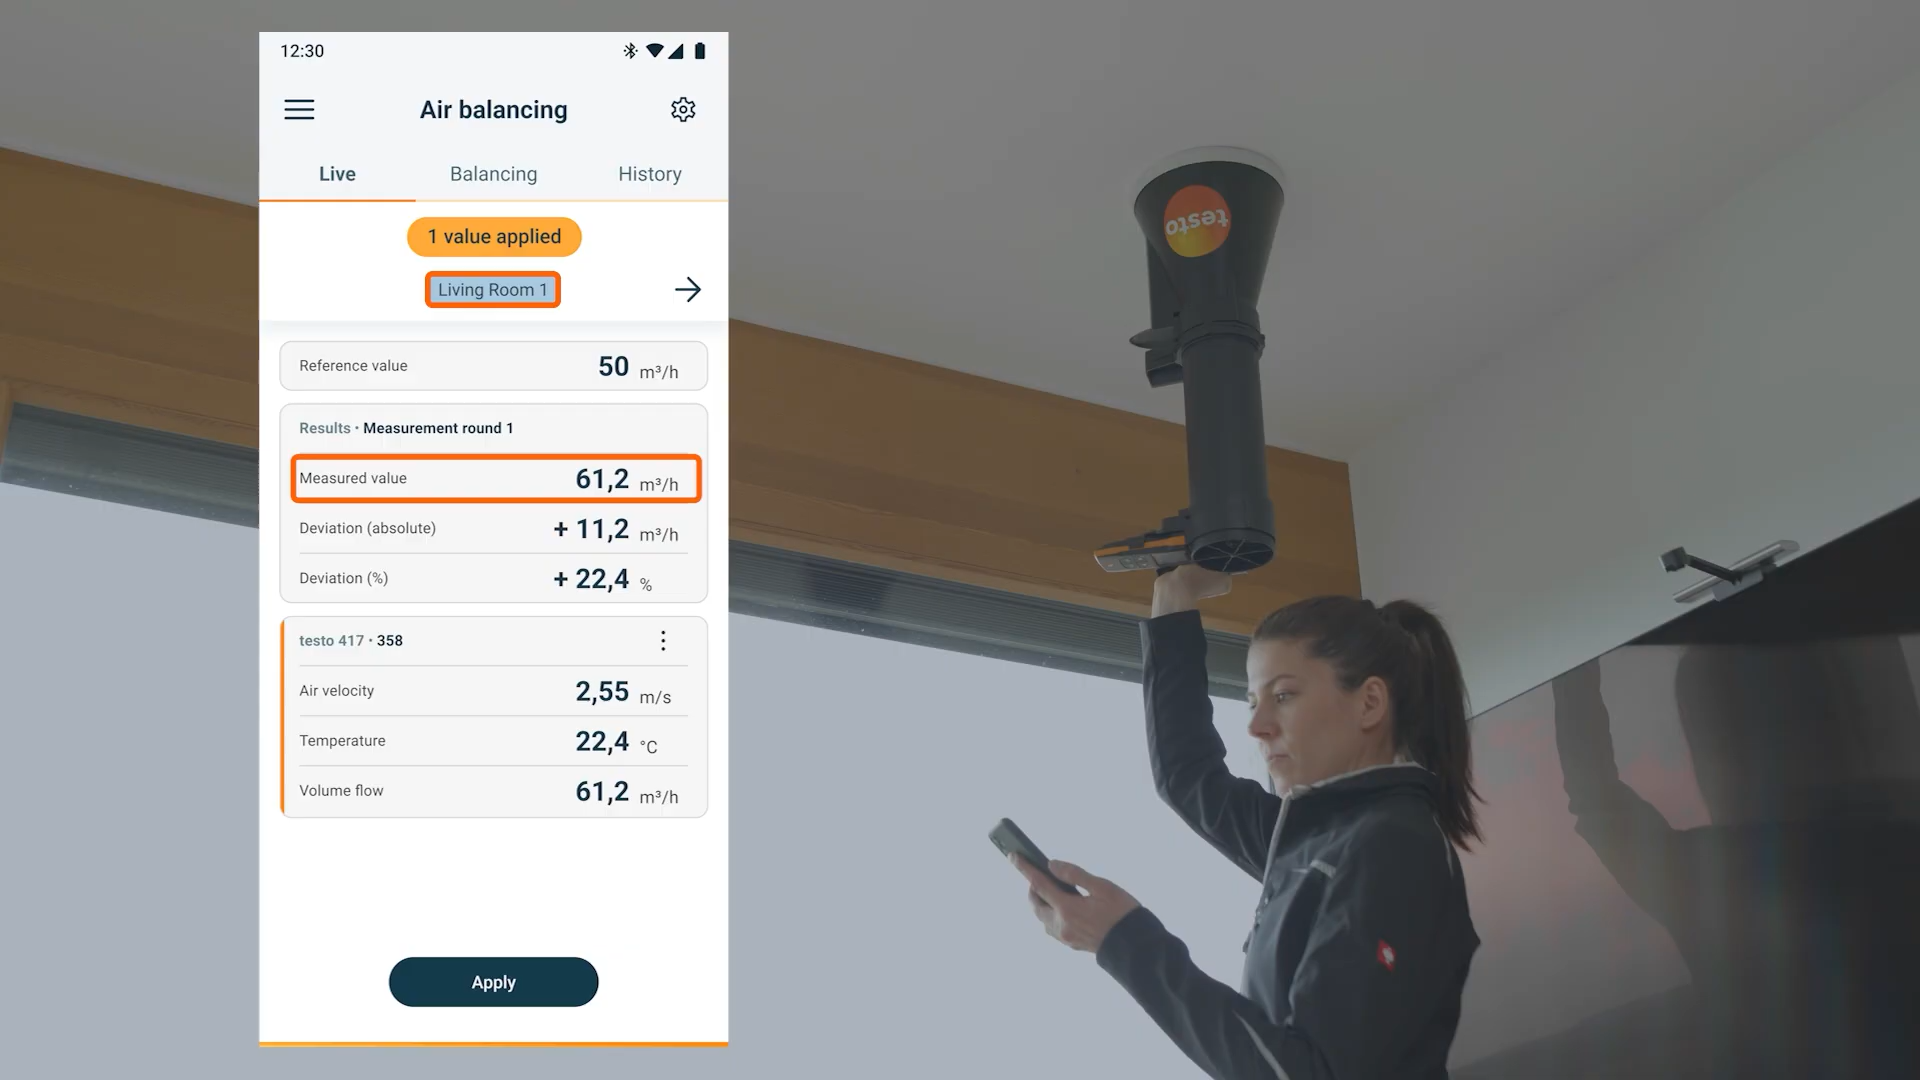 12:30
Air balancing
Live Balancing History
1 value applied
Living Room 1
Reference value 50 m³/h
Results • Measurement round 1
Measured value 61,2 m³/h
Deviation (absolute) + 11,2 m³/h
Deviation (%) + 22,4 %
testo 417 • 358
Air velocity 2,55 m/s
Temperature 22,4 °C
Volume flow 61,2 m³/h
Apply
testo